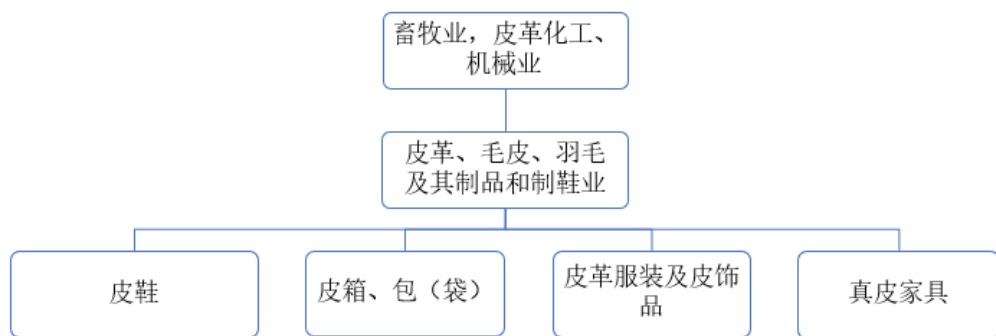 畜牧业，皮革化工、
机械业
皮革、毛皮、羽毛
及其制品和制鞋业
皮鞋
皮箱、包（袋）
皮革服装及皮饰
品
真皮家具